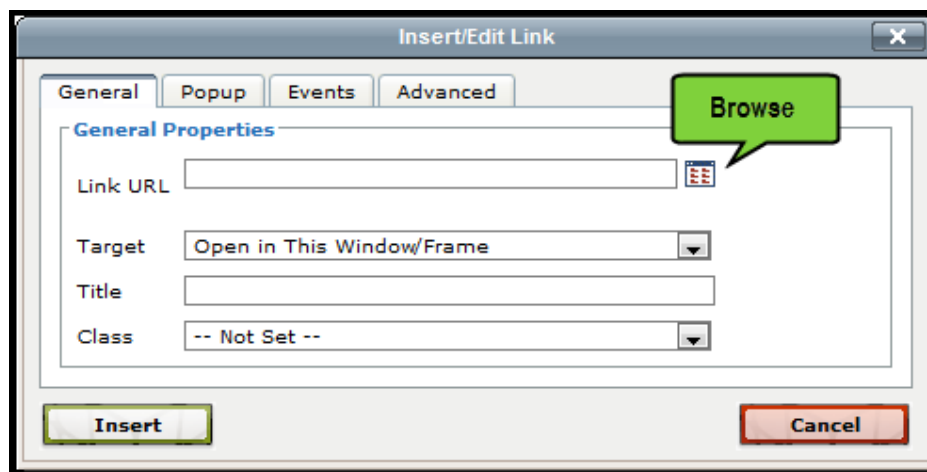 Insert/Edit Link
General Popup Events Advanced
Browse
General Properties
Link URL
Target Open in This Window/Frame
Title
Class -- Not Set --
Insert Cancel